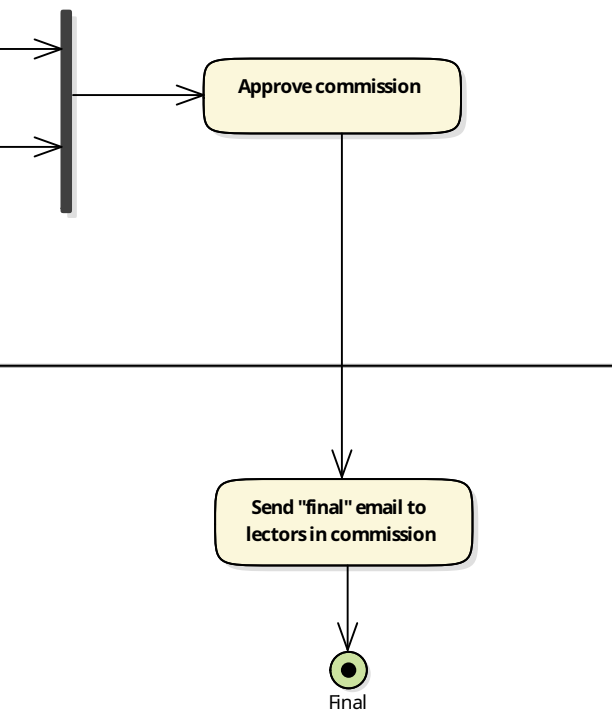 Approve commission
Send "final" email to
lectors in commission
Final